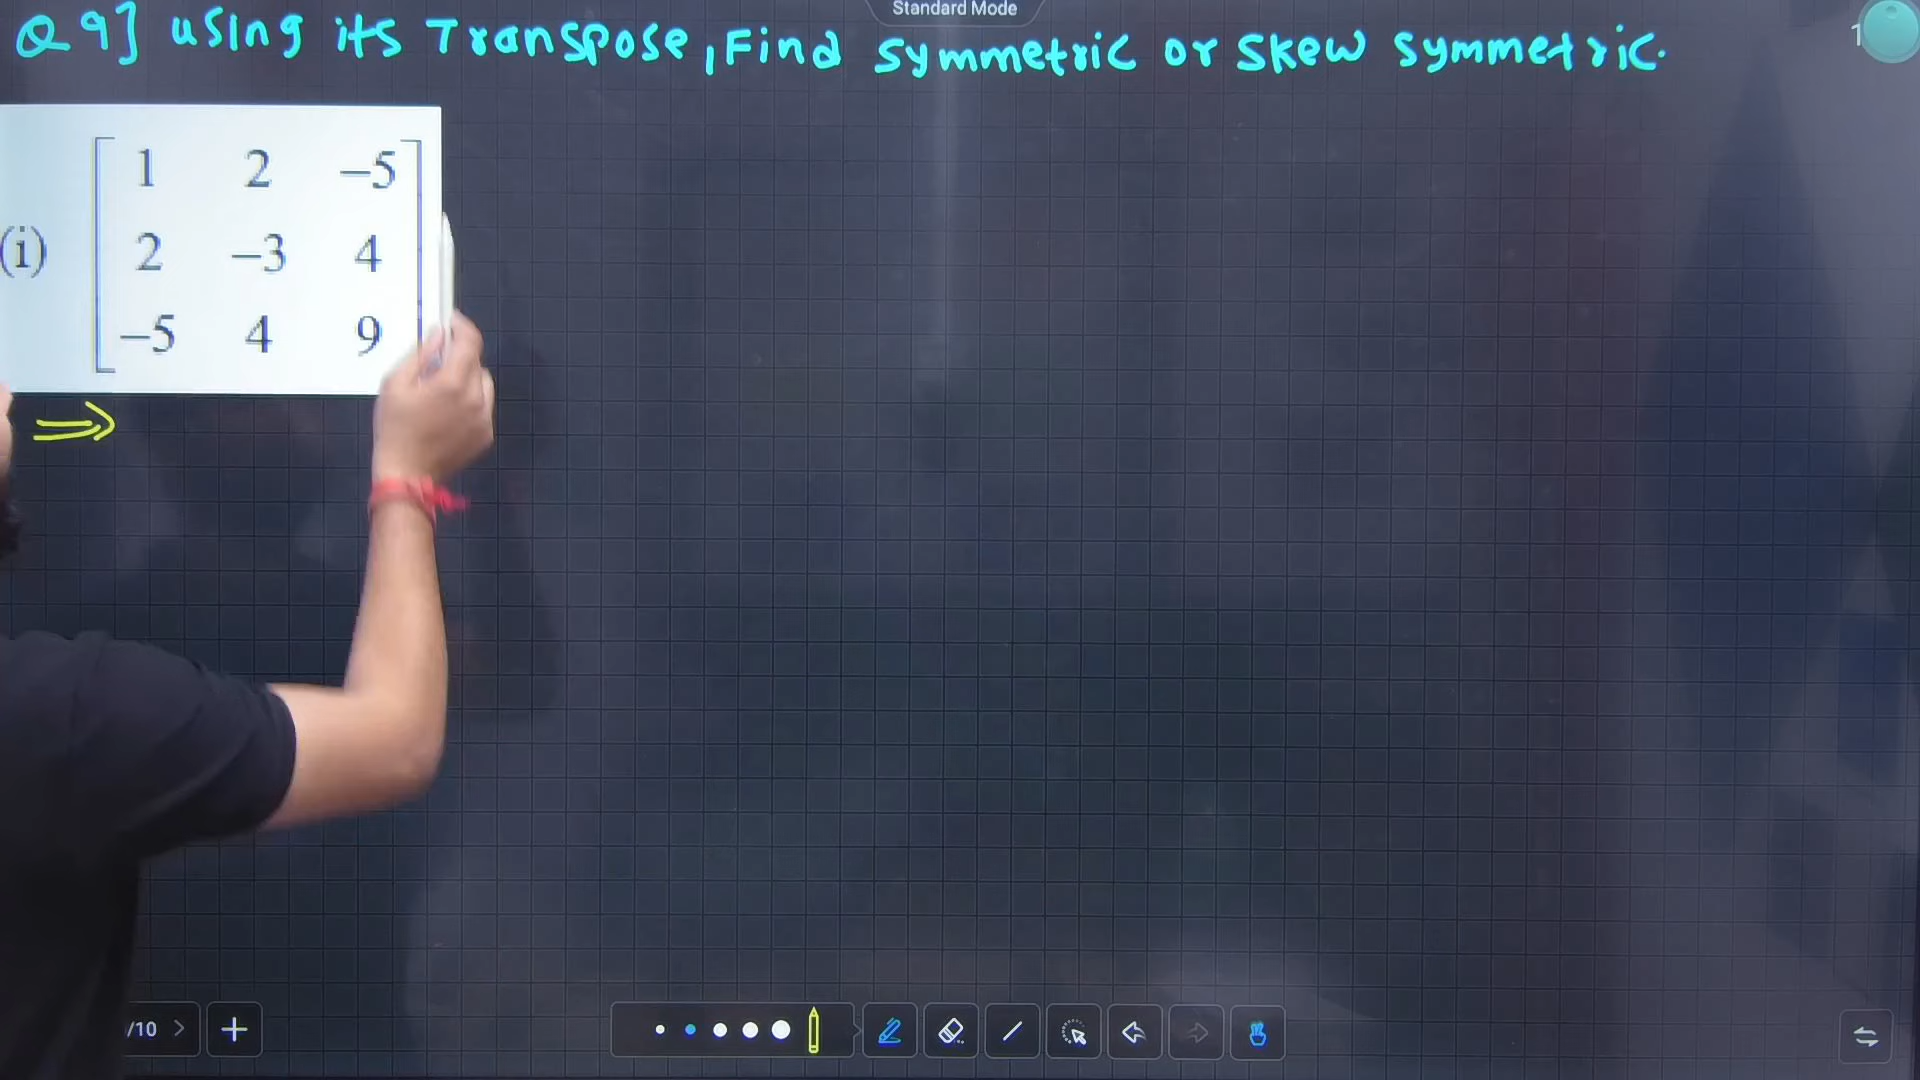 Standard Mode
Q 9] Using its Transpose, Find symmetric or skew symmetric.
1
(i)
1 2 −5
2 −3 4
−5 4 9
⇒
/10 >